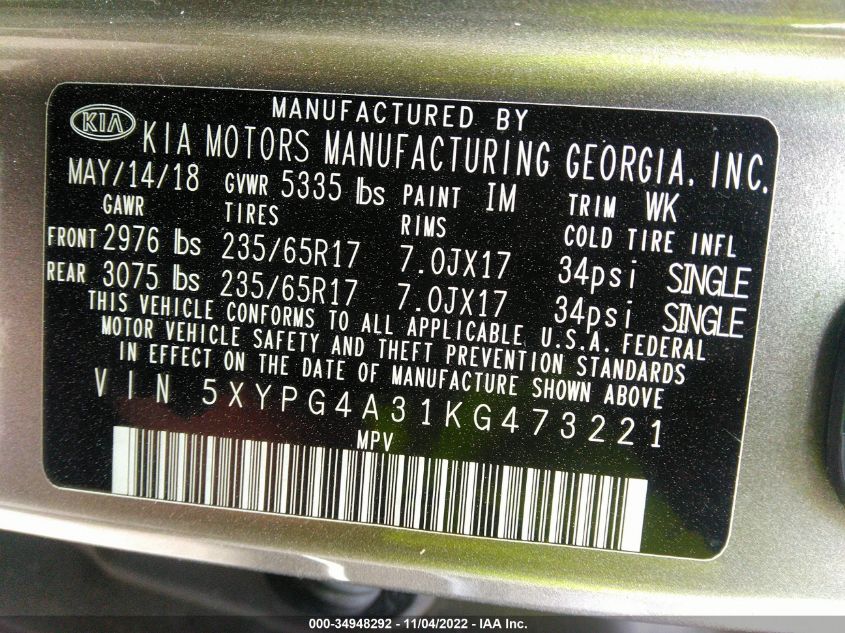 MANUFACTURED BY
KIA KIA MOTORS MANUFACTURING GEORGIA, INC.
MAY/14/18 GVWR 5335 lbs PAINT IM TRIM WK
GAWR TIRES RIMS COLD TIRE INFL
FRONT 2976 lbs 235/65R17 7.0JX17 34psi SINGLE
REAR 3075 lbs 235/65R17 7.0JX17 34psi SINGLE
THIS VEHICLE CONFORMS TO ALL APPLICABLE U.S.A. FEDERAL
MOTOR VEHICLE SAFETY AND THEFT PREVENTION STANDARDS
IN EFFECT ON THE DATE OF MANUFACTURE SHOWN ABOVE
VIN 5XYPG4A31KG473221
MPV
000-34948292 - 11/04/2022 - IAA Inc.